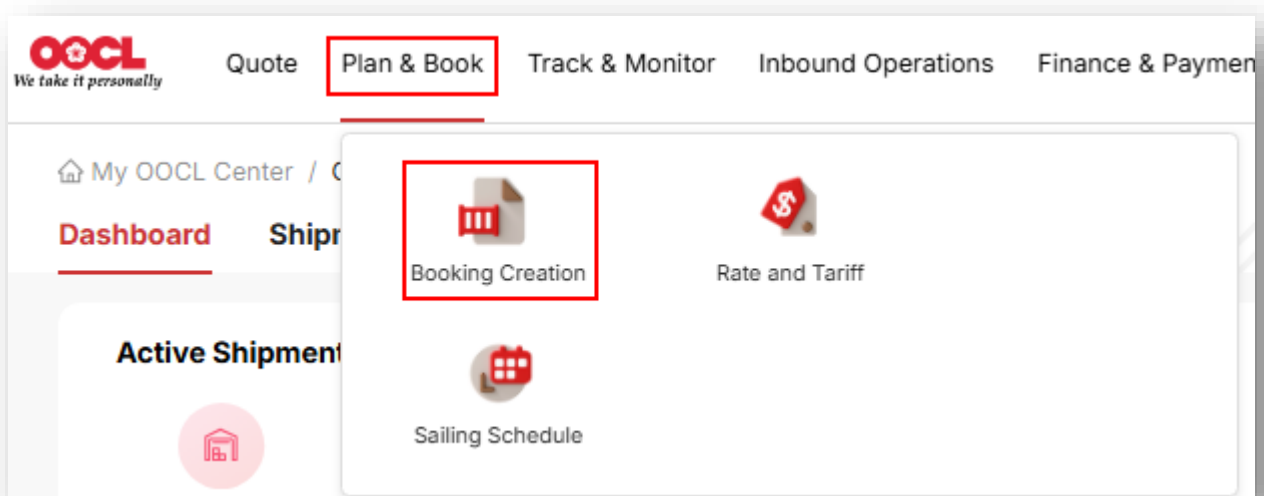 OOCL
We take it personally
Quote Plan & Book Track & Monitor Inbound Operations Finance & Paymen
My OOCL Center /
Dashboard Ship
Booking Creation Rate and Tariff
Active Shipment
Sailing Schedule